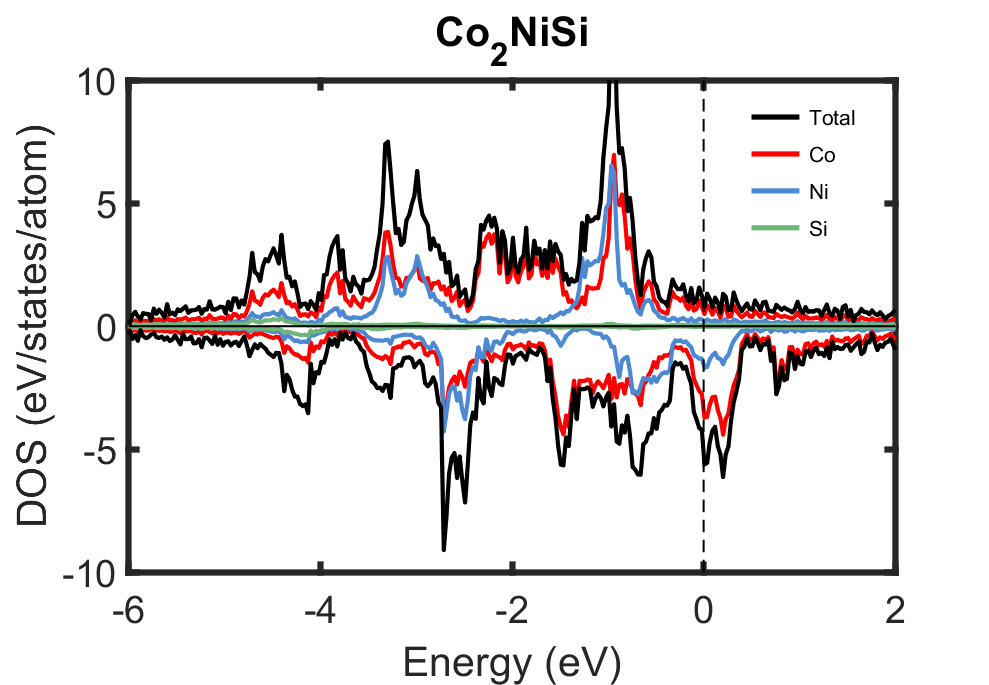 Co₂NiSi
DOS (eV/states/atom)
10
5
0
-5
-10
Total
Co
Ni
Si
-6 -4 -2 0 2
Energy (eV)